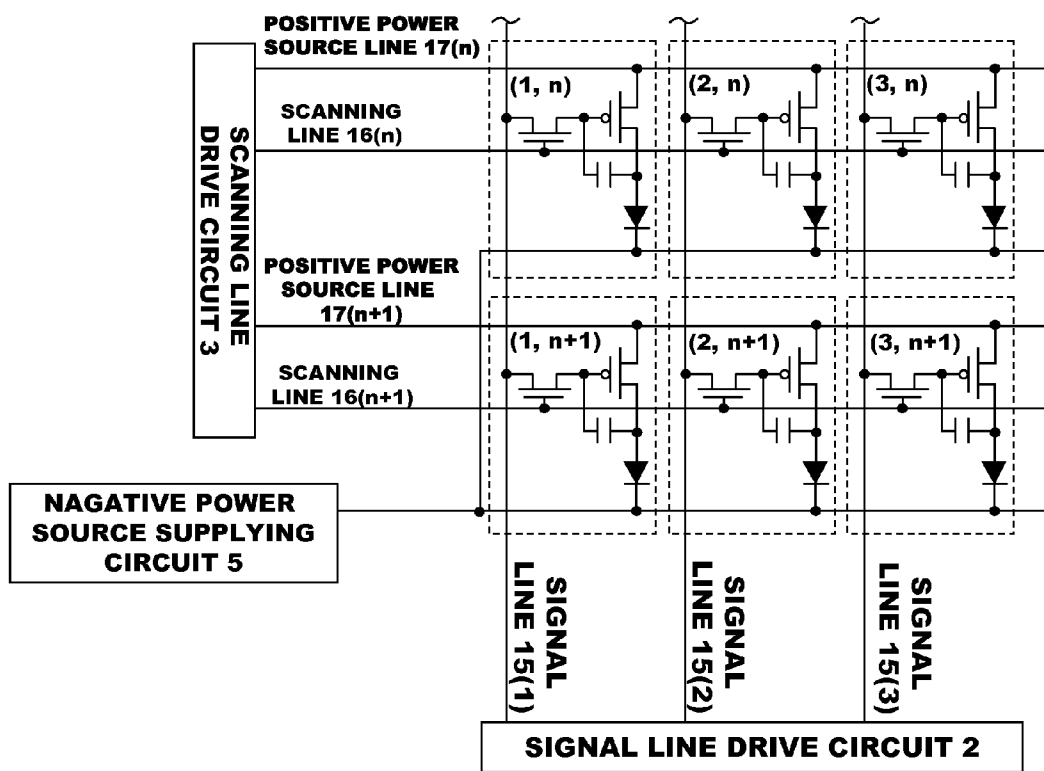 POSITIVE POWER
SOURCE LINE 17(n)
SCANNING
LINE 16(n)
SCANNING LINE
DRIVE CIRCUIT 3
POSITIVE POWER
SOURCE LINE
17(n+1)
SCANNING
LINE 16(n+1)
(1, n)
(2, n)
(3, n)
(1, n+1)
(2, n+1)
(3, n+1)
NAGATIVE POWER
SOURCE SUPPLYING
CIRCUIT 5
SIGNAL
LINE 15(1)
SIGNAL
LINE 15(2)
SIGNAL
LINE 15(3)
SIGNAL LINE DRIVE CIRCUIT 2